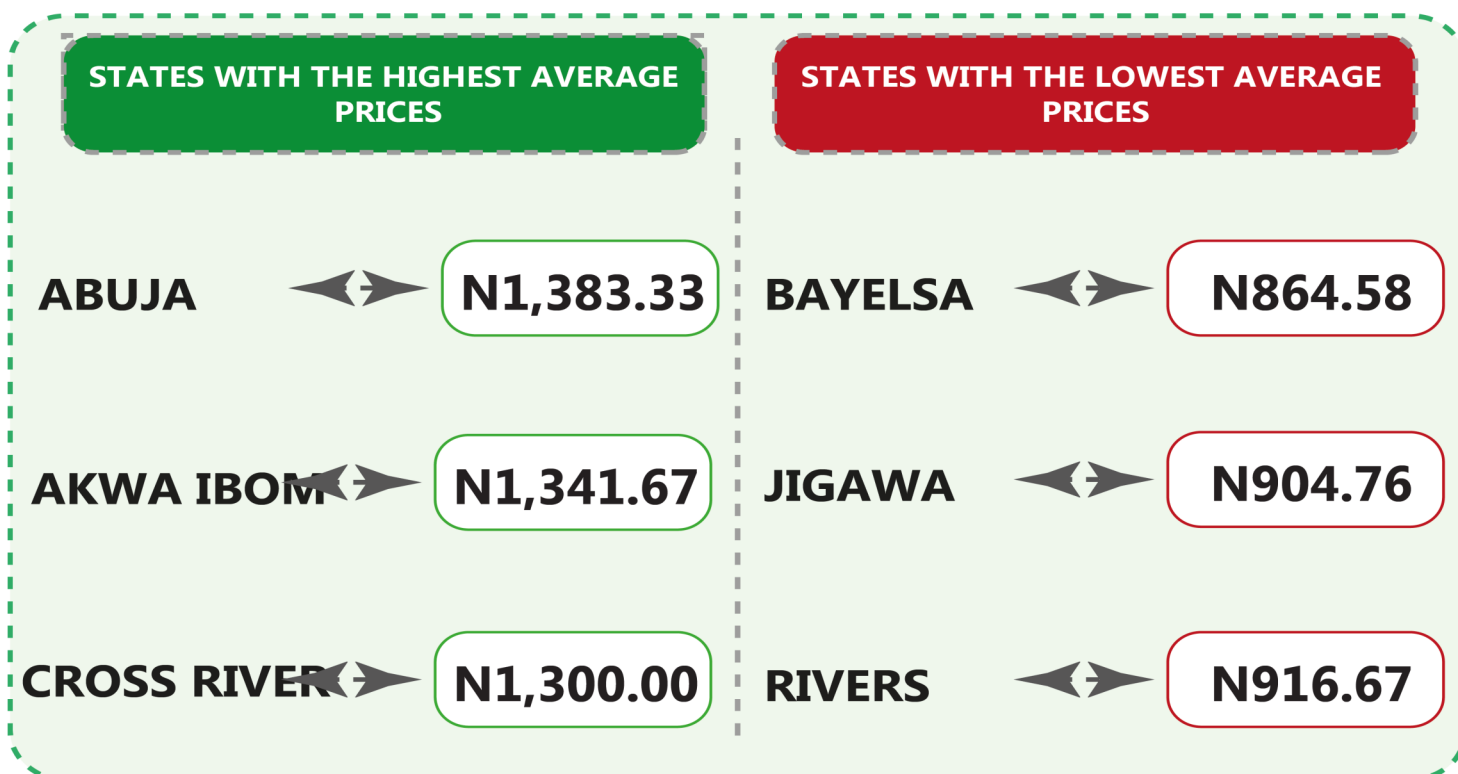 STATES WITH THE HIGHEST AVERAGE
PRICES
ABUJA N1,383.33
AKWA IBOM N1,341.67
CROSS RIVER N1,300.00
STATES WITH THE LOWEST AVERAGE
PRICES
BAYELSA N864.58
JIGAWA N904.76
RIVERS N916.67